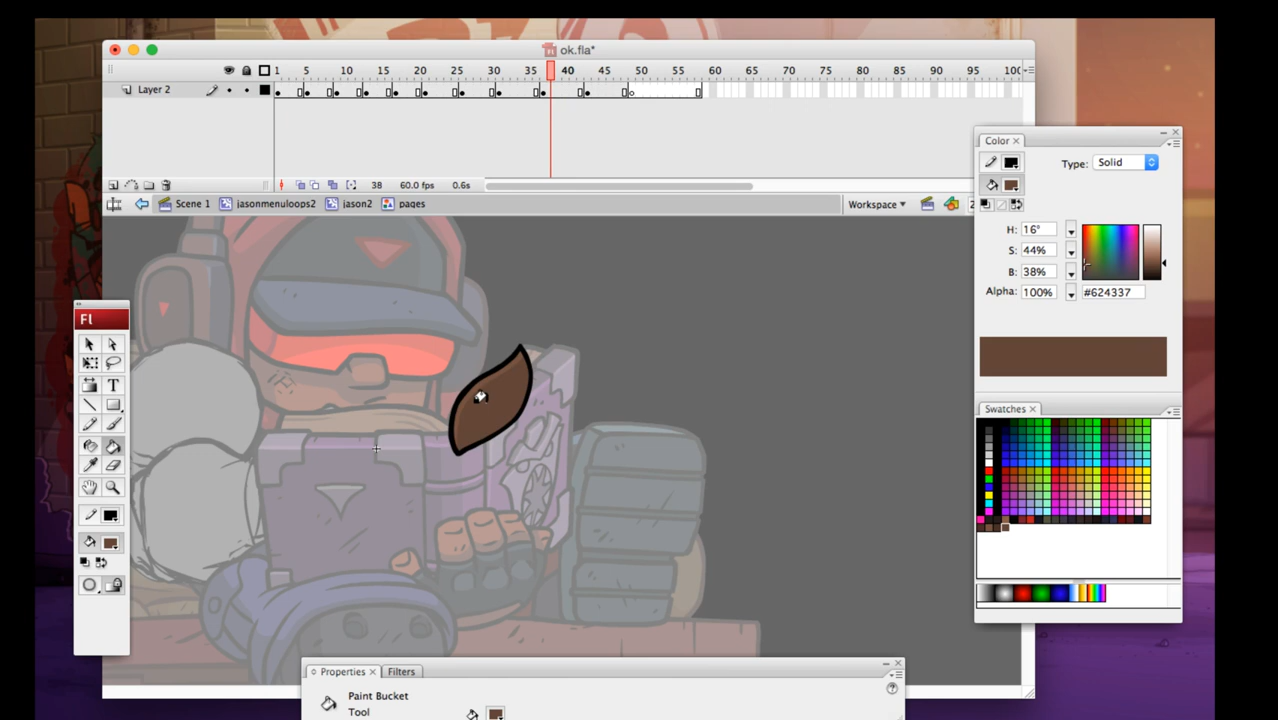 ok.fla*
1 5 10 15 20 25 30 35 40 45 50 55 60 65 70 75 80 85 90 95 100
Layer 2
38 60.0 fps 0.6s
Scene 1 jasonmenuloops2 jason2 pages
Workspace
Color
Type: Solid
H: 16°
S: 44%
B: 38%
Alpha: 100% #624337
Fl
T
Swatches
Properties Filters
Paint Bucket
Tool